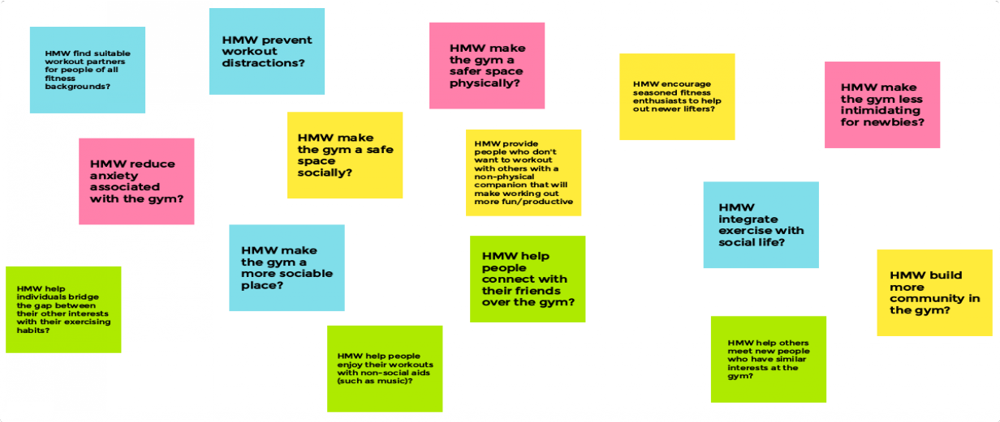 HMW find suitable
workout partners
for people of all
fitness
backgrounds?
HMW prevent
workout
distractions?
HMW make
the gym a
safer space
physically?
HMW encourage
seasoned fitness
enthusiasts to help
out newer lifters?
HMW make
the gym less
intimidating
for newbies?
HMW reduce
anxiety
associated
with the gym?
HMW make
the gym a safe
space
socially?
HMW provide
people who don't
want to workout
with others with a
non-physical
companion that will
make working out
more fun/productive
HMW
integrate
exercise with
social life?
HMW make
the gym a
more sociable
place?
HMW help
people
connect with
their friends
over the gym?
HMW build
more
community in
the gym?
HMW help
individuals bridge
the gap between
their other interests
with their exercising
habits?
HMW help people
enjoy their workouts
with non-social aids
(such as music)?
HMW help others
meet new people
who have similar
interests at the
gym?